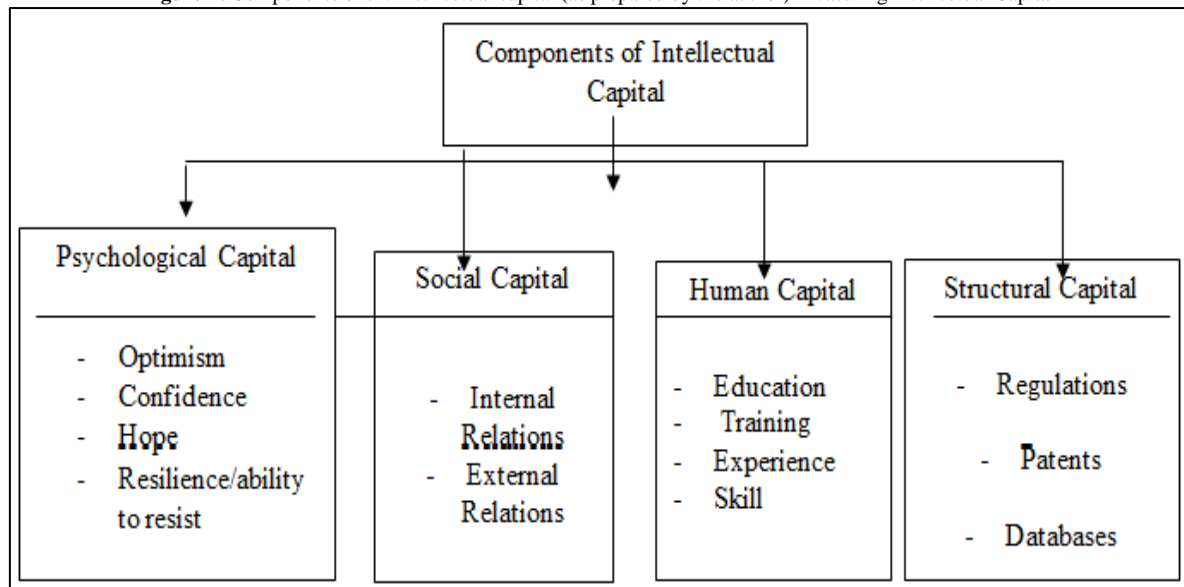 Components of Intellectual
Capital
Psychological Capital
- Optimism
- Confidence
- Hope
- Resilience/ability
to resist
Social Capital
- Internal
Relations
- External
Relations
Human Capital
- Education
- Training
- Experience
- Skill
Structural Capital
- Regulations
- Patents
- Databases